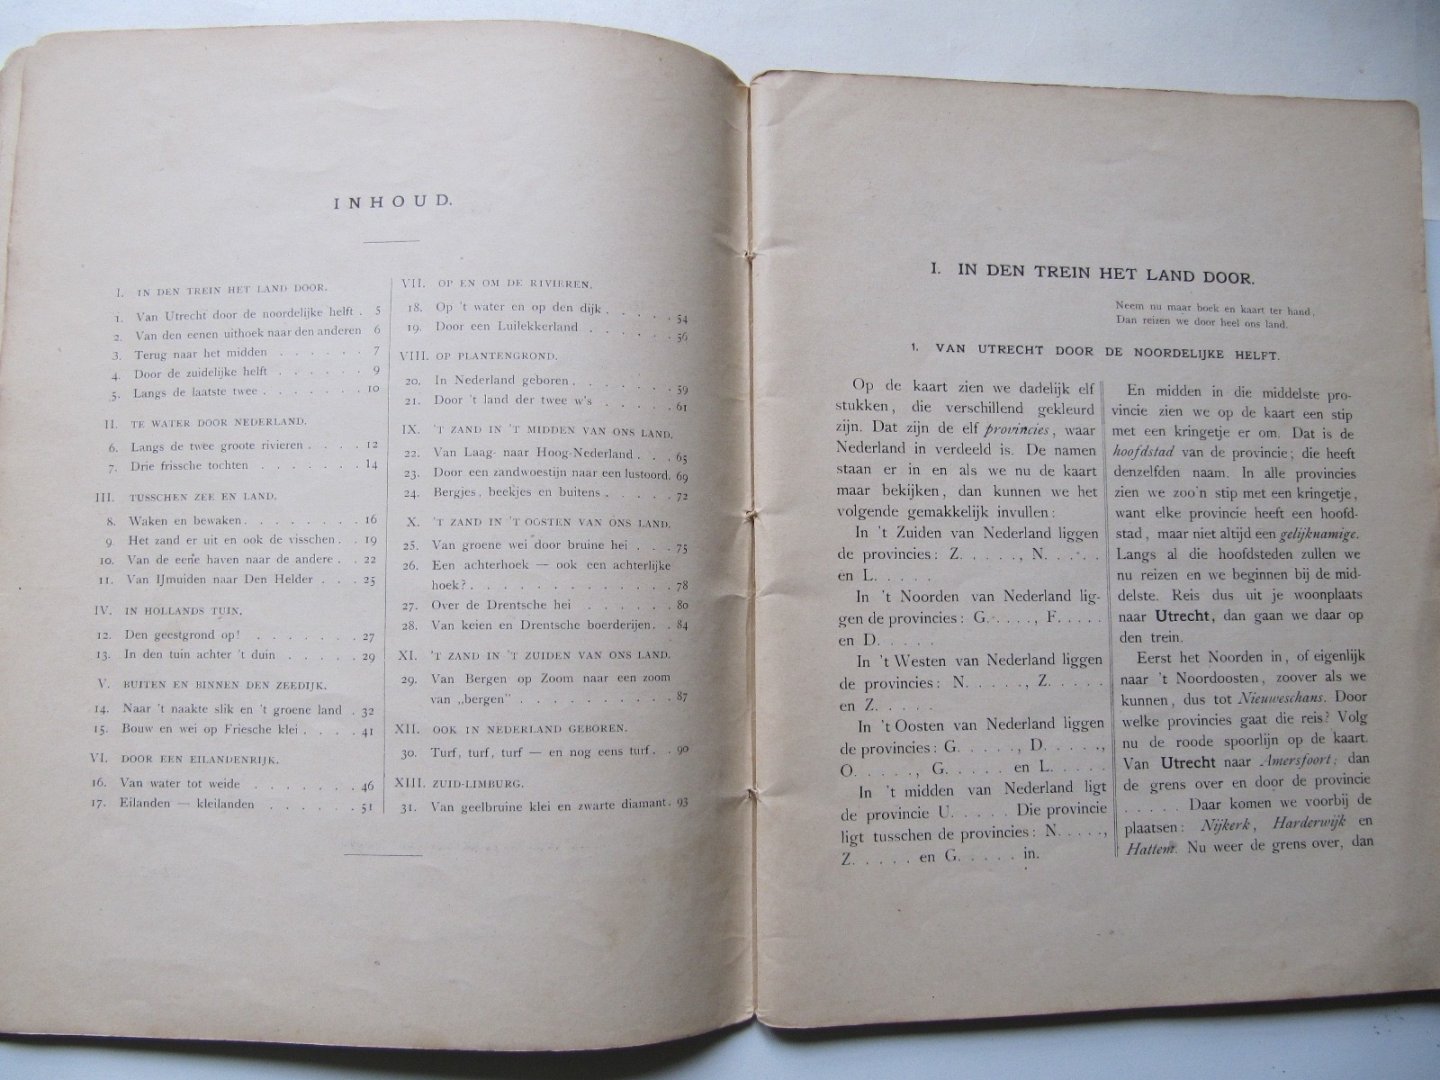 INHOUD.
I. IN DEN TREIN HET LAND DOOR.
1. Van Utrecht door de noordelijke helft . 5
2. Van den eenen uithoek naar den anderen 6
3. Terug naar het midden . . . . . . 7
4. Door de zuidelijke helft . . . . . . 9
5. Langs de laatste twee . . . . . . . 10
II. TE WATER DOOR NEDERLAND.
6. Langs de twee groote rivieren . . . . 12
7. Drie frissche tochten . . . . . . . 14
III. TUSSCHEN ZEE EN LAND.
8. Waken en bewaken. . . . . . . . 16
9. Het zand er uit en ook de visschen . . 19
10. Van de eene haven naar de andere . . 22
11. Van IJmuiden naar Den Helder . . . 25
IV. IN HOLLANDS TUIN.
12. Den geestgrond op! . . . . . . . 27
13. In den tuin achter 't duin . . . . . 29
V. BUITEN EN BINNEN DEN ZEEDIJK.
14. Naar 't naakte slik en 't groene land . 32
15. Bouw en wei op Friesche klei . . . . 41
VI. DOOR EEN EILANDENRIJK.
16. Van water tot weide . . . . . . . 46
17. Eilanden — kleilanden . . . . . . 51
VII. OP EN OM DE RIVIEREN.
18. Op 't water en op den dijk . . . . . 54
19. Door een Luilekkerland . . . . . . 56
VIII. OP PLANTENGROND.
20. In Nederland geboren . . . . . . . 59
21. Door 't land der twee w's . . . . . 61
IX. 'T ZAND IN 'T MIDDEN VAN ONS LAND.
22. Van Laag- naar Hoog-Nederland . . . 65
23. Door een zandwoestijn naar een lustoord. 69
24. Bergjes, beekjes en buitens . . . . . 72
X. 'T ZAND IN 'T OOSTEN VAN ONS LAND.
25. Van groene wei door bruine hei . . . 75
26. Een achterhoek — ook een achterlijke
hoek? . . . . . . . . . . . . 78
27. Over de Drentsche hei . . . . . . 80
28. Van keien en Drentsche boerderijen. . 84
XI. 'T ZAND IN 'T ZUIDEN VAN ONS LAND.
29. Van Bergen op Zoom naar een zoom
van „bergen” . . . . . . . . . 87
XII. OOK IN NEDERLAND GEBOREN.
30. Turf, turf, turf — en nog eens turf . . 90
XIII. ZUID-LIMBURG.
31. Van geelbruine klei en zwarte diamant. 93
I. IN DEN TREIN HET LAND DOOR.
Neem nu maar boek en kaart ter hand,
Dan reizen we door heel ons land.
1. VAN UTRECHT DOOR DE NOORDELIJKE HELFT.
Op de kaart zien we dadelijk elf
stukken, die verschillend gekleurd
zijn. Dat zijn de elf provincies, waar
Nederland in verdeeld is. De namen
staan er in en als we nu de kaart
maar bekijken, dan kunnen we het
volgende gemakkelijk invullen:
In 't Zuiden van Nederland liggen
de provincies: Z. . . . ., N. . . . .
en L. . . . .
In 't Noorden van Nederland lig-
gen de provincies: G. . . . ., F. . . . .
en D. . . . .
In 't Westen van Nederland liggen
de provincies: N. . . . ., Z. . . . .
en Z. . . . .
In 't Oosten van Nederland liggen
de provincies: G. . . . ., D. . . . .,
O. . . . ., G. . . . . en L. . . . .
In 't midden van Nederland ligt
de provincie U. . . . . Die provincie
ligt tusschen de provincies: N. . . . .,
Z. . . . . en G. . . . . in.
En midden in die middelste pro-
vincie zien we op de kaart een stip
met een kringetje er om. Dat is de
hoofdstad van de provincie; die heeft
denzelfden naam. In alle provincies
zien we zoo'n stip met een kringetje,
want elke provincie heeft een hoofd-
stad, maar niet altijd een gelijknamige.
Langs al die hoofdsteden zullen we
nu reizen en we beginnen bij de mid-
delste. Reis dus uit je woonplaats
naar Utrecht, dan gaan we daar op
den trein.
Eerst het Noorden in, of eigenlijk
naar 't Noordoosten, zoover als we
kunnen, dus tot Nieuweschans. Door
welke provincies gaat die reis? Volg
nu de roode spoorlijn op de kaart.
Van Utrecht naar Amersfoort; dan
de grens over en door de provincie
. . . . . Daar komen we voorbij de
plaatsen: Nijkerk, Harderwijk en
Hattem. Nu weer de grens over, dan